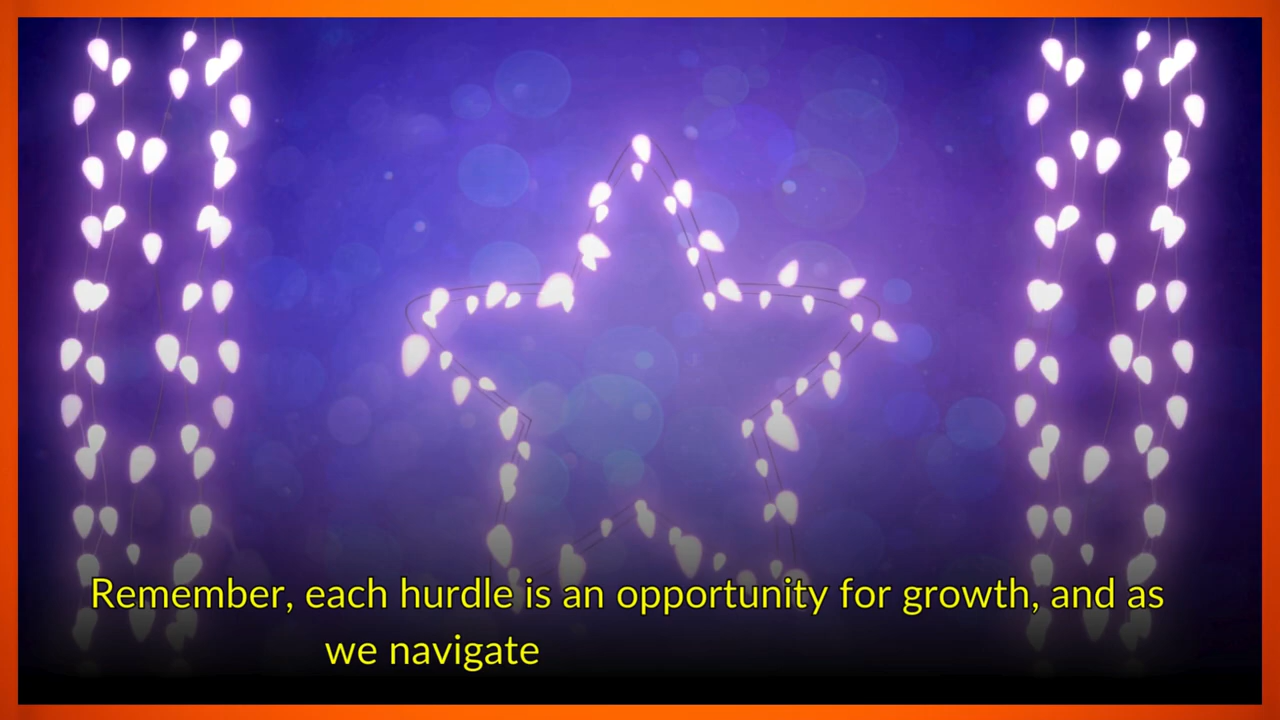 Remember, each hurdle is an opportunity for growth, and as
we navigate